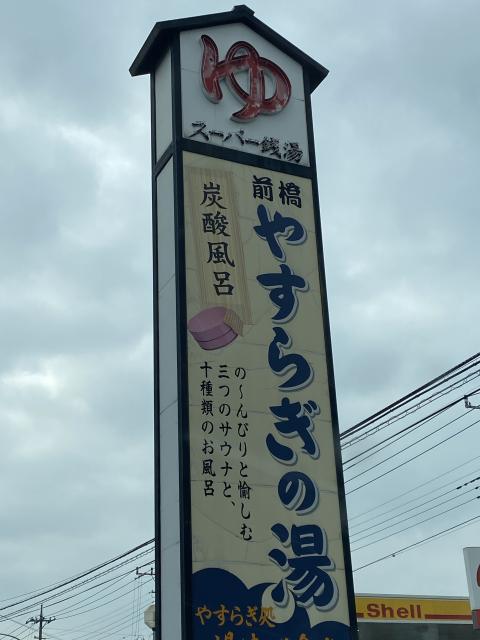 ゆ
スーパー銭湯
前橋
やすらぎの湯
炭酸風呂
の〜んびりと愉しむ
三つのサウナと、
十種類のお風呂
やすらぎ処
Shell